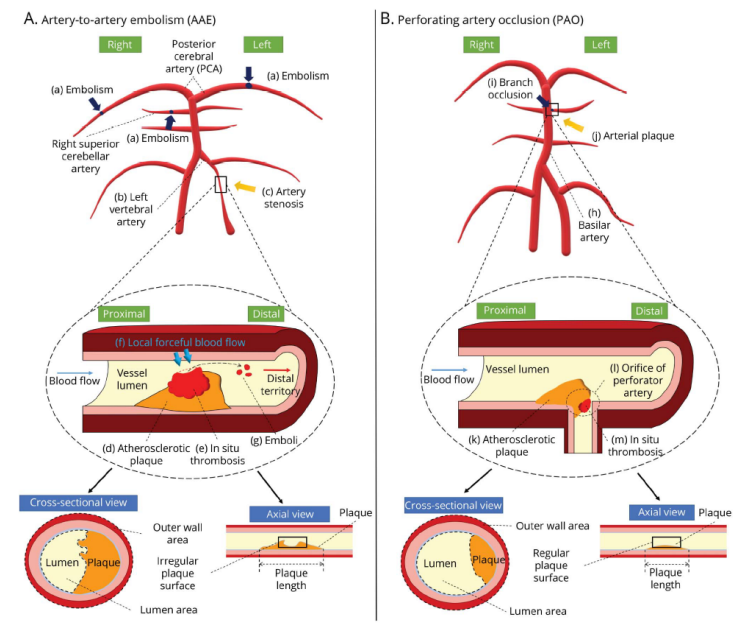 A. Artery-to-artery embolism (AAE)
Right
Posterior
cerebral
artery (PCA)
Left
(a) Embolism
(a) Embolism
(a) Embolism
Right superior
cerebellar
artery
(b) Left
vertebral
artery
(c) Artery
stenosis
Proximal
Distal
(f) Local forceful blood flow
Blood flow
Vessel
lumen
Distal
territory
(g) Emboli
(d) Atherosclerotic
plaque
(e) In situ
thrombosis
Cross-sectional view
Axial view
Plaque
Outer wall
area
Lumen
Plaque
Irregular
plaque
surface
Plaque
length
Lumen area
B. Perforating artery occlusion (PAO)
Right
Left
(i) Branch
occlusion
(j) Arterial plaque
(h)
Basilar
artery
Proximal
Distal
Blood flow
Vessel lumen
(l) Orifice of
perforator
artery
(k) Atherosclerotic
plaque
(m) In situ
thrombosis
Cross-sectional view
Axial view
Plaque
Outer wall area
Lumen
Plaque
Regular
plaque
surface
Plaque
length
Lumen area